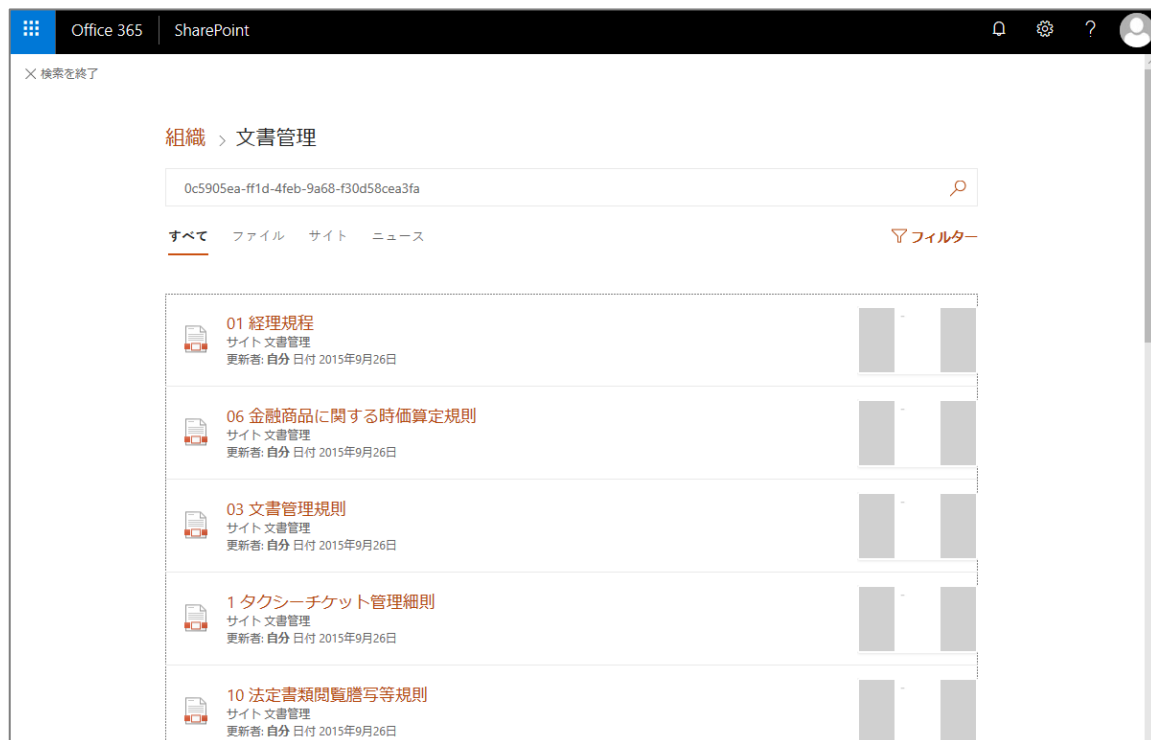 Office 365 SharePoint
検索を終了
組織 > 文書管理
0c5905ea-ff1d-4feb-9a68-f30d58cea3fa
すべて ファイル サイト ニュース フィルター
01 経理規程
サイト 文書管理
更新者: 自分 日付 2015年9月26日
06 金融商品に関する時価算定規則
サイト 文書管理
更新者: 自分 日付 2015年9月26日
03 文書管理規則
サイト 文書管理
更新者: 自分 日付 2015年9月26日
1 タクシーチケット管理細則
サイト 文書管理
更新者: 自分 日付 2015年9月26日
10 法定書類閲覧謄写等規則
サイト 文書管理
更新者: 自分 日付 2015年9月26日